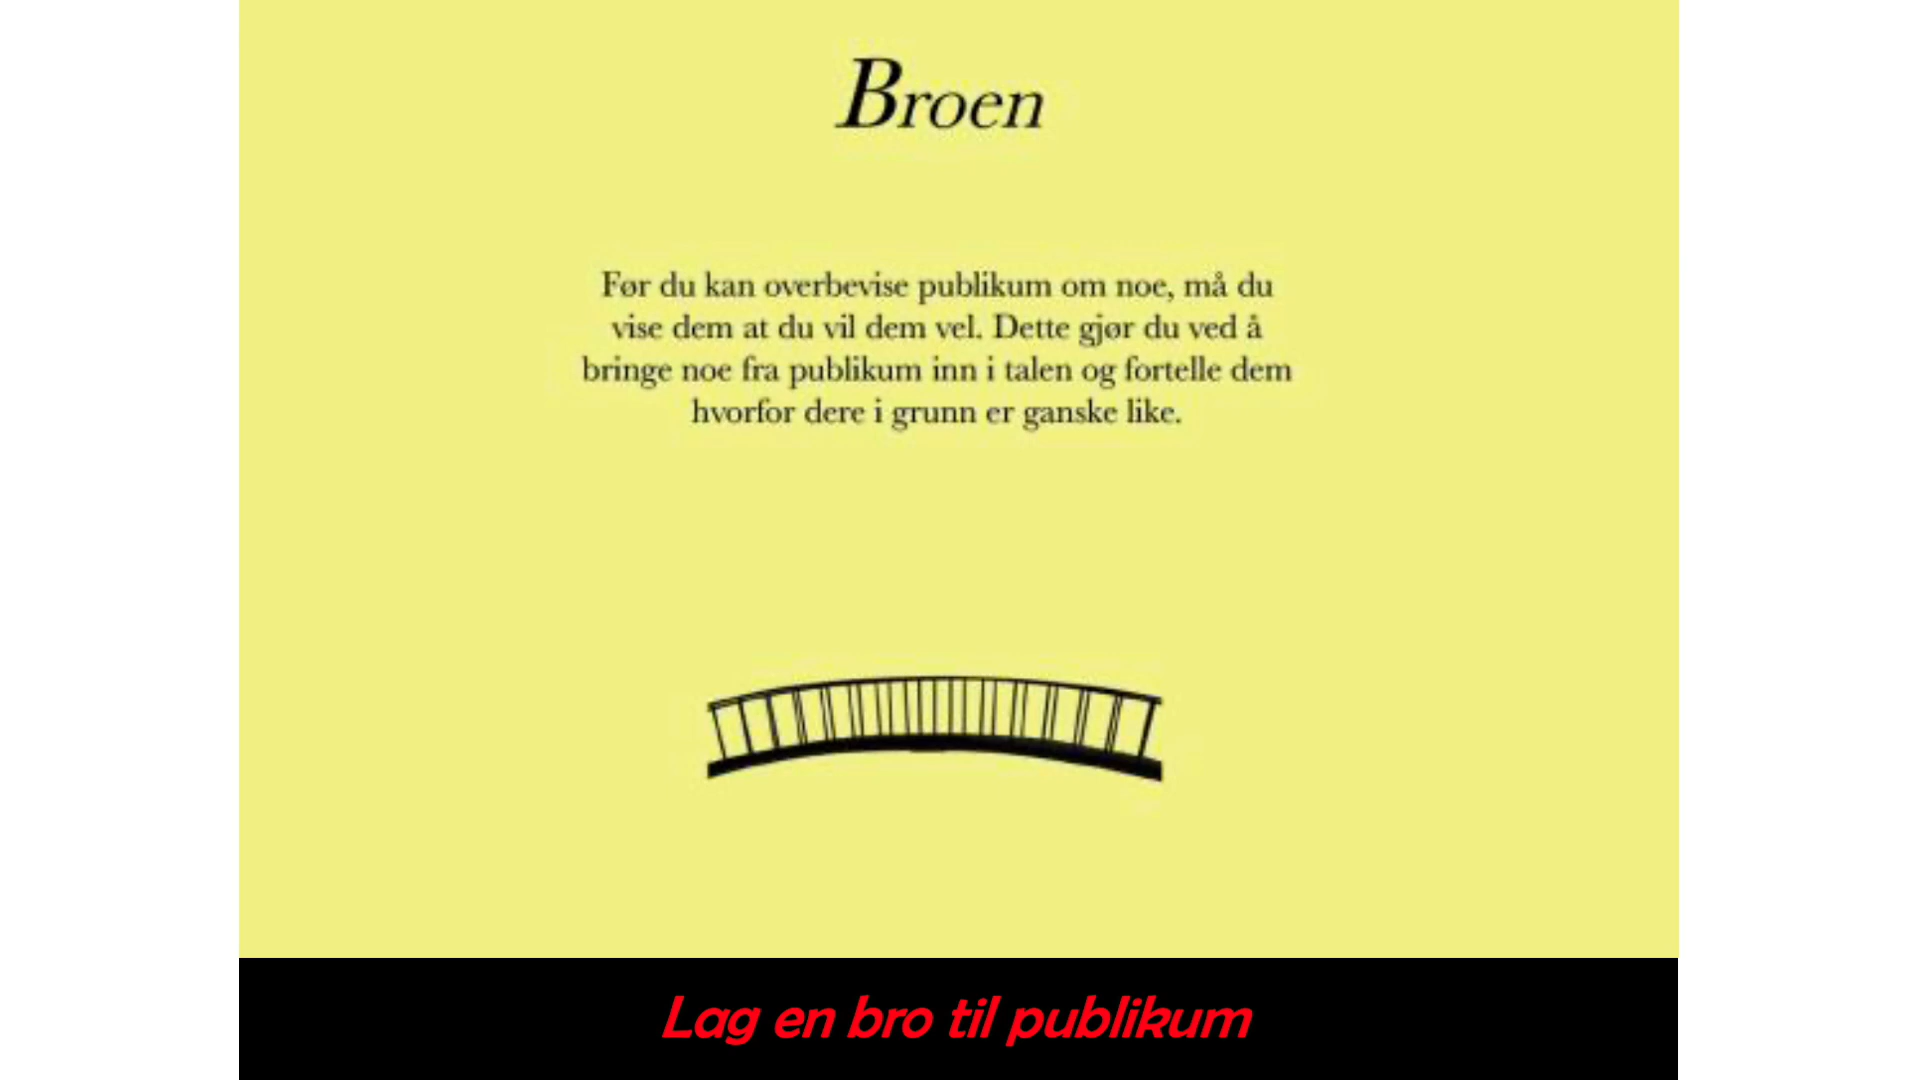 Broen
Før du kan overbevise publikum om noe, må du
vise dem at du vil dem vel. Dette gjør du ved å
bringe noe fra publikum inn i talen og fortelle dem
hvorfor dere i grunn er ganske like.
Lag en bro til publikum